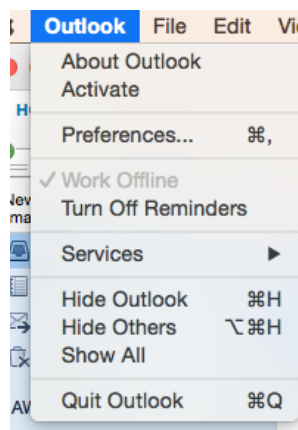 Outlook File Edit
About Outlook
Activate
Preferences... ⌘,
✓ Work Offline
Turn Off Reminders
Services ▶
Hide Outlook ⌘H
Hide Others ⌥⌘H
Show All
Quit Outlook ⌘Q